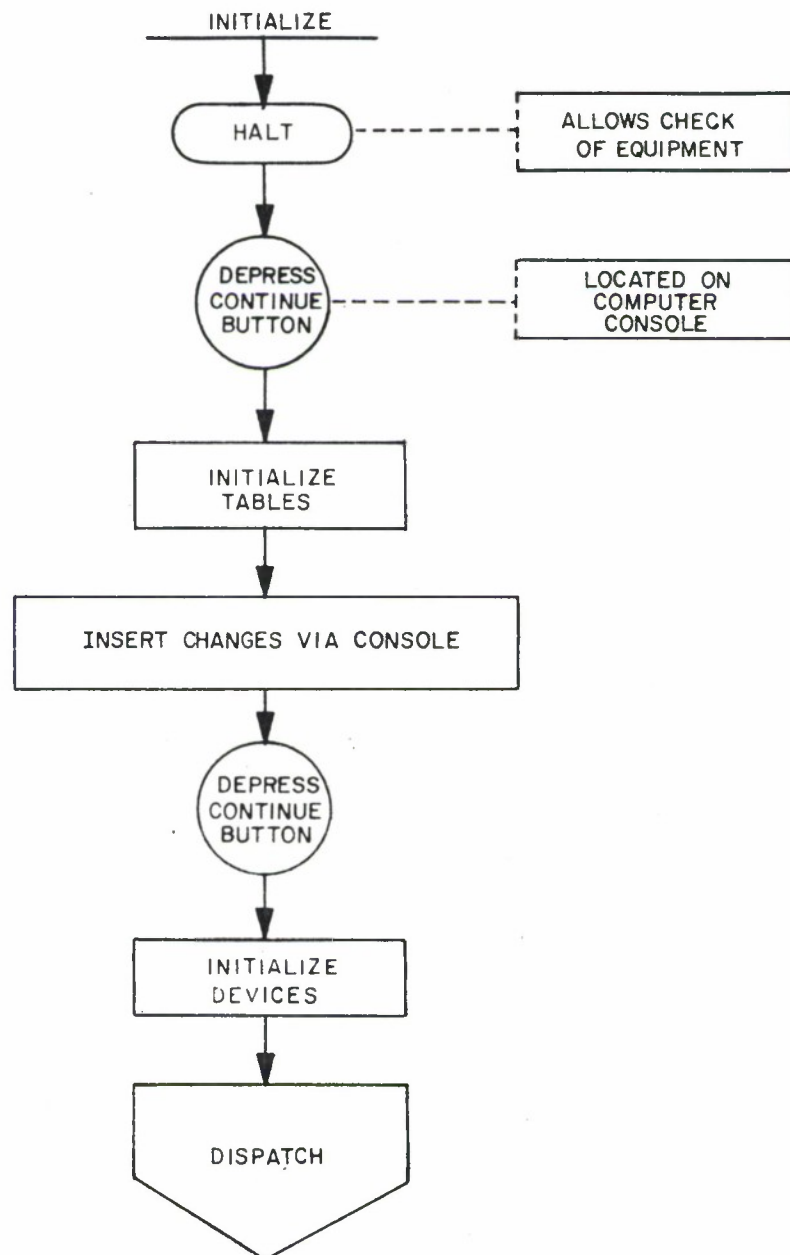 INITIALIZE
HALT
ALLOWS CHECK
OF EQUIPMENT
DEPRESS
CONTINUE
BUTTON
LOCATED ON
COMPUTER
CONSOLE
INITIALIZE
TABLES
INSERT CHANGES VIA CONSOLE
DEPRESS
CONTINUE
BUTTON
INITIALIZE
DEVICES
DISPATCH